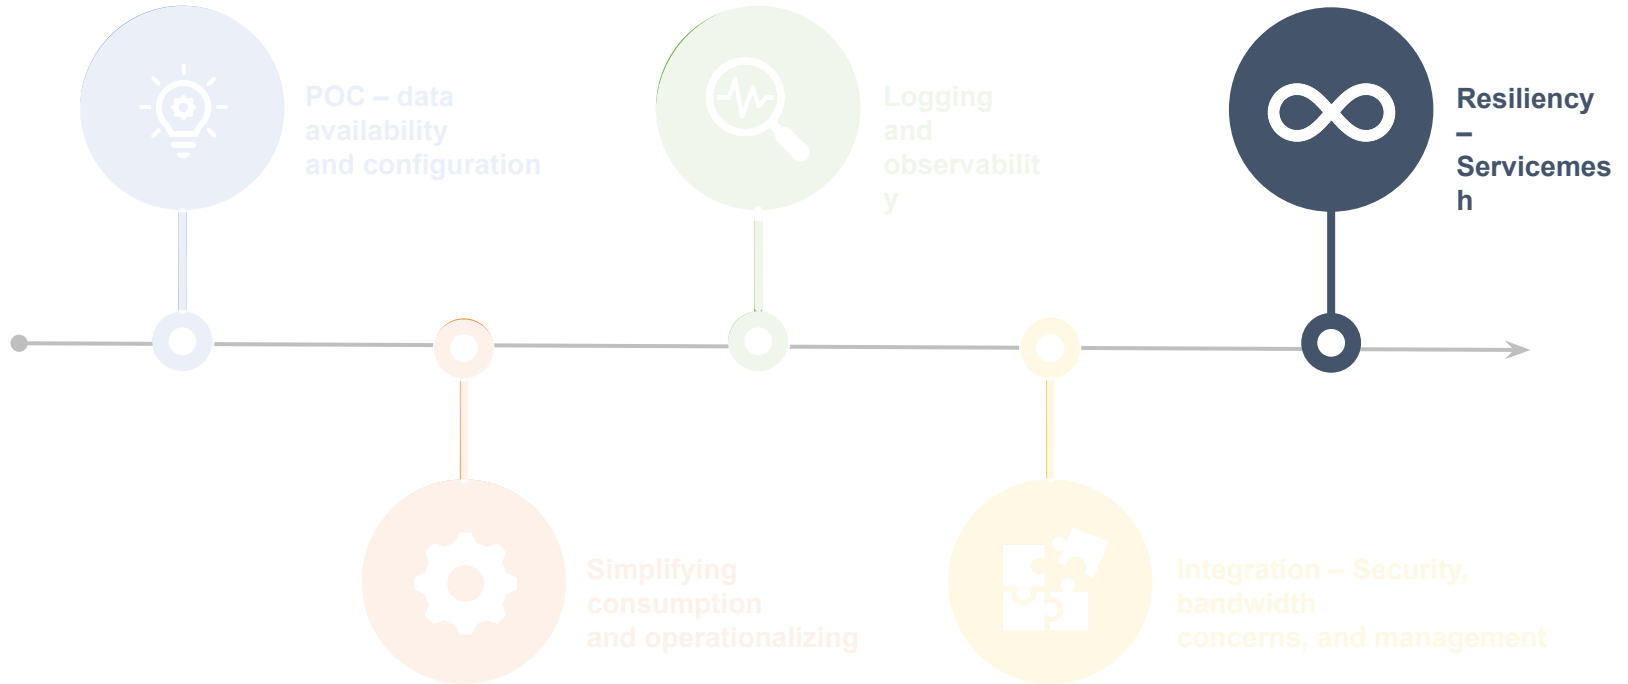 POC – data
availability
and configuration
Logging
and
observabilit
y
Resiliency
–
Servicemes
h
Simplifying
consumption
and operationalizing
Integration – Security,
bandwidth
concerns, and management